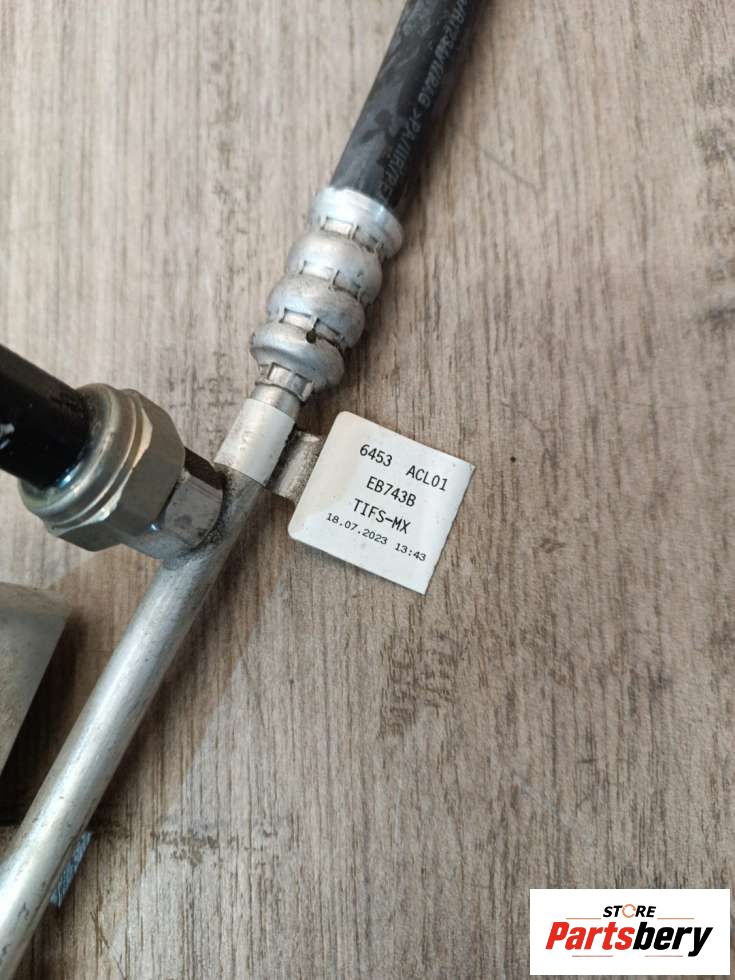 6453 ACL01
EB743B
TIFS-MX
18.07.2023 13:43
STORE
Partsbery